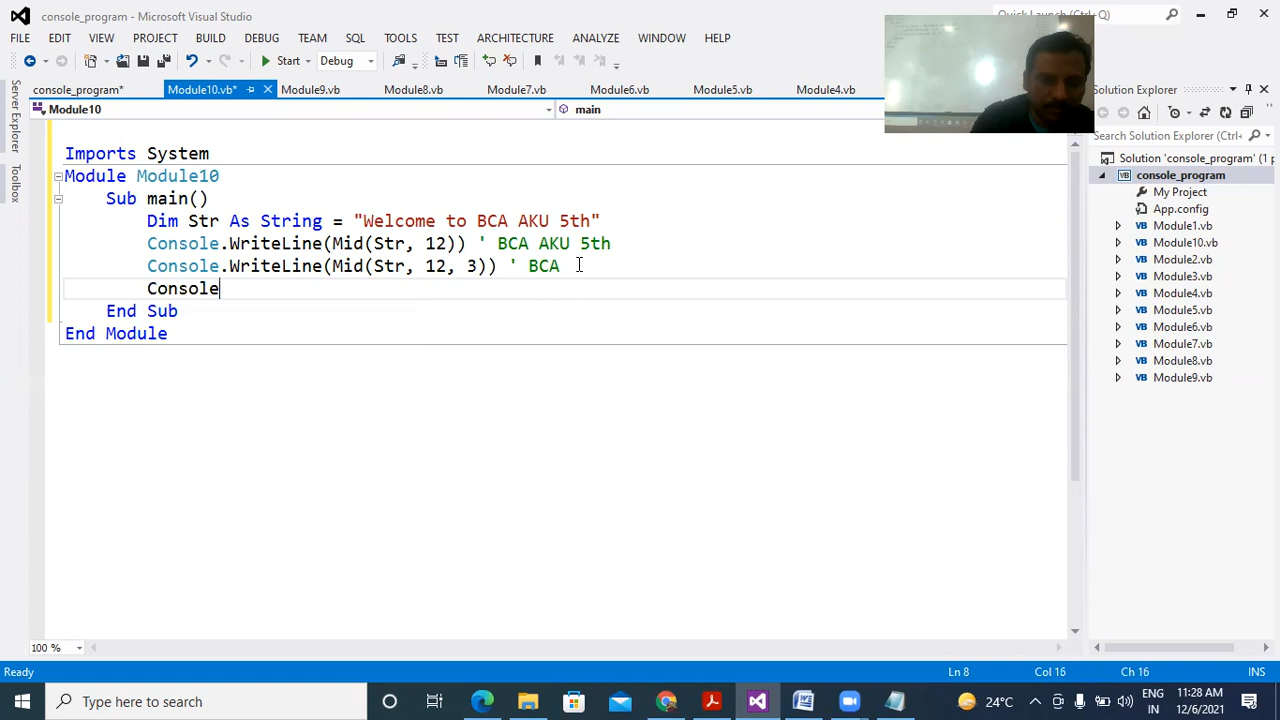 console_program - Microsoft Visual Studio
FILE EDIT VIEW PROJECT BUILD DEBUG TEAM SQL TOOLS TEST ARCHITECTURE ANALYZE WINDOW HELP
Start Debug
console_program* Module10.vb* Module9.vb Module8.vb Module7.vb Module6.vb Module5.vb Module4.vb
Solution Explorer
Module10 main
Search Solution Explorer (Ctrl+
Server Explorer
Toolbox
Imports System
Module Module10
Sub main()
Dim Str As String = "Welcome to BCA AKU 5th"
Console.WriteLine(Mid(Str, 12)) ' BCA AKU 5th
Console.WriteLine(Mid(Str, 12, 3)) ' BCA
Console
End Sub
End Module
Solution 'console_program' (1 p
console_program
My Project
App.config
Module1.vb
Module10.vb
Module2.vb
Module3.vb
Module4.vb
Module5.vb
Module6.vb
Module7.vb
Module8.vb
Module9.vb
100 %
Ready Ln 8 Col 16 Ch 16 INS
Type here to search
24°C
ENG
IN
11:28 AM
12/6/2021